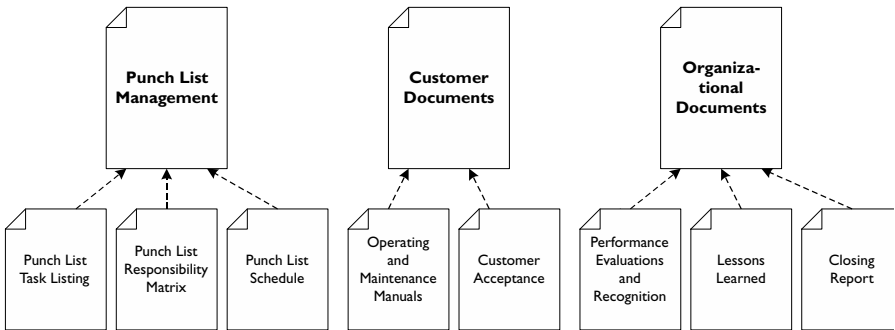 Punch List
Management
Customer
Documents
Organiza-
tional
Documents
Punch List
Task Listing
Punch List
Responsibility
Matrix
Punch List
Schedule
Operating
and
Maintenance
Manuals
Customer
Acceptance
Performance
Evaluations
and
Recognition
Lessons
Learned
Closing
Report